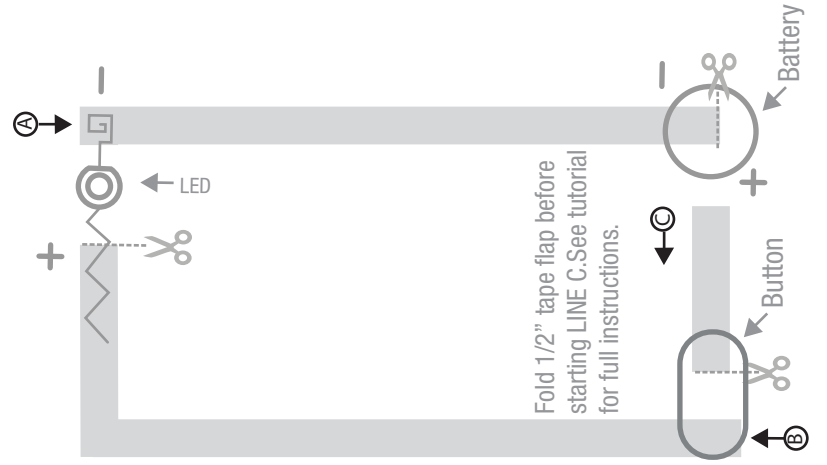 A
LED
+
−
−
+
Battery
Fold 1/2” tape flap before
starting LINE C.See tutorial
for full instructions.
C
Button
B